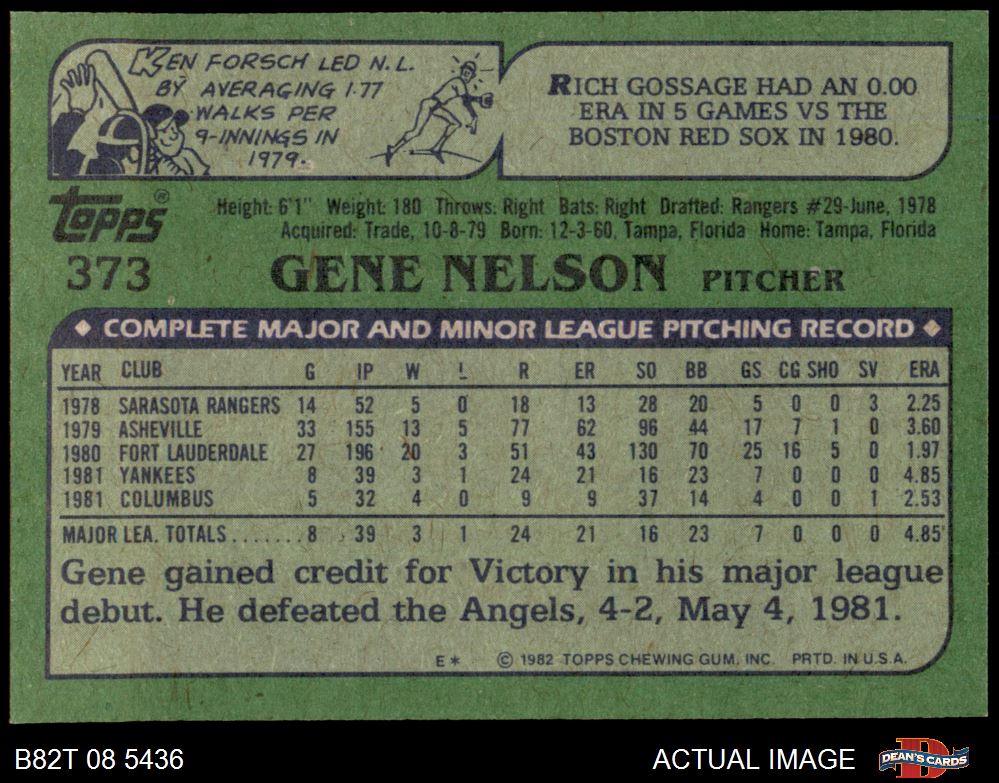 KEN FORSCH LED N.L.
BY AVERAGING 1.77
WALKS PER
9-INNINGS IN
1979.
RICH GOSSAGE HAD AN 0.00
ERA IN 5 GAMES VS THE
BOSTON RED SOX IN 1980.
Topps®
Height: 6'1" Weight: 180 Throws: Right Bats: Right Drafted: Rangers #29-June, 1978
Acquired: Trade, 10-8-79 Born: 12-3-60, Tampa, Florida Home: Tampa, Florida
373 GENE NELSON PITCHER
COMPLETE MAJOR AND MINOR LEAGUE PITCHING RECORD
YEAR CLUB G IP W L R ER SO BB GS CG SHO SV ERA
1978 SARASOTA RANGERS 14 52 5 0 18 13 28 20 5 0 0 3 2.25
1979 ASHEVILLE 33 155 13 5 77 62 96 44 17 7 1 0 3.60
1980 FORT LAUDERDALE 27 196 20 3 51 43 130 70 25 16 5 0 1.97
1981 YANKEES 8 39 3 1 24 21 16 23 7 0 0 0 4.85
1981 COLUMBUS 5 32 4 0 9 9 37 14 4 0 0 1 2.53
MAJOR LEA. TOTALS.......8 39 3 1 24 21 16 23 7 0 0 0 4.85
Gene gained credit for Victory in his major league
debut. He defeated the Angels, 4-2, May 4, 1981.
E* © 1982 TOPPS CHEWING GUM, INC. PRTD. IN U.S.A.
B82T 08 5436 ACTUAL IMAGE DEAN'S CARDS